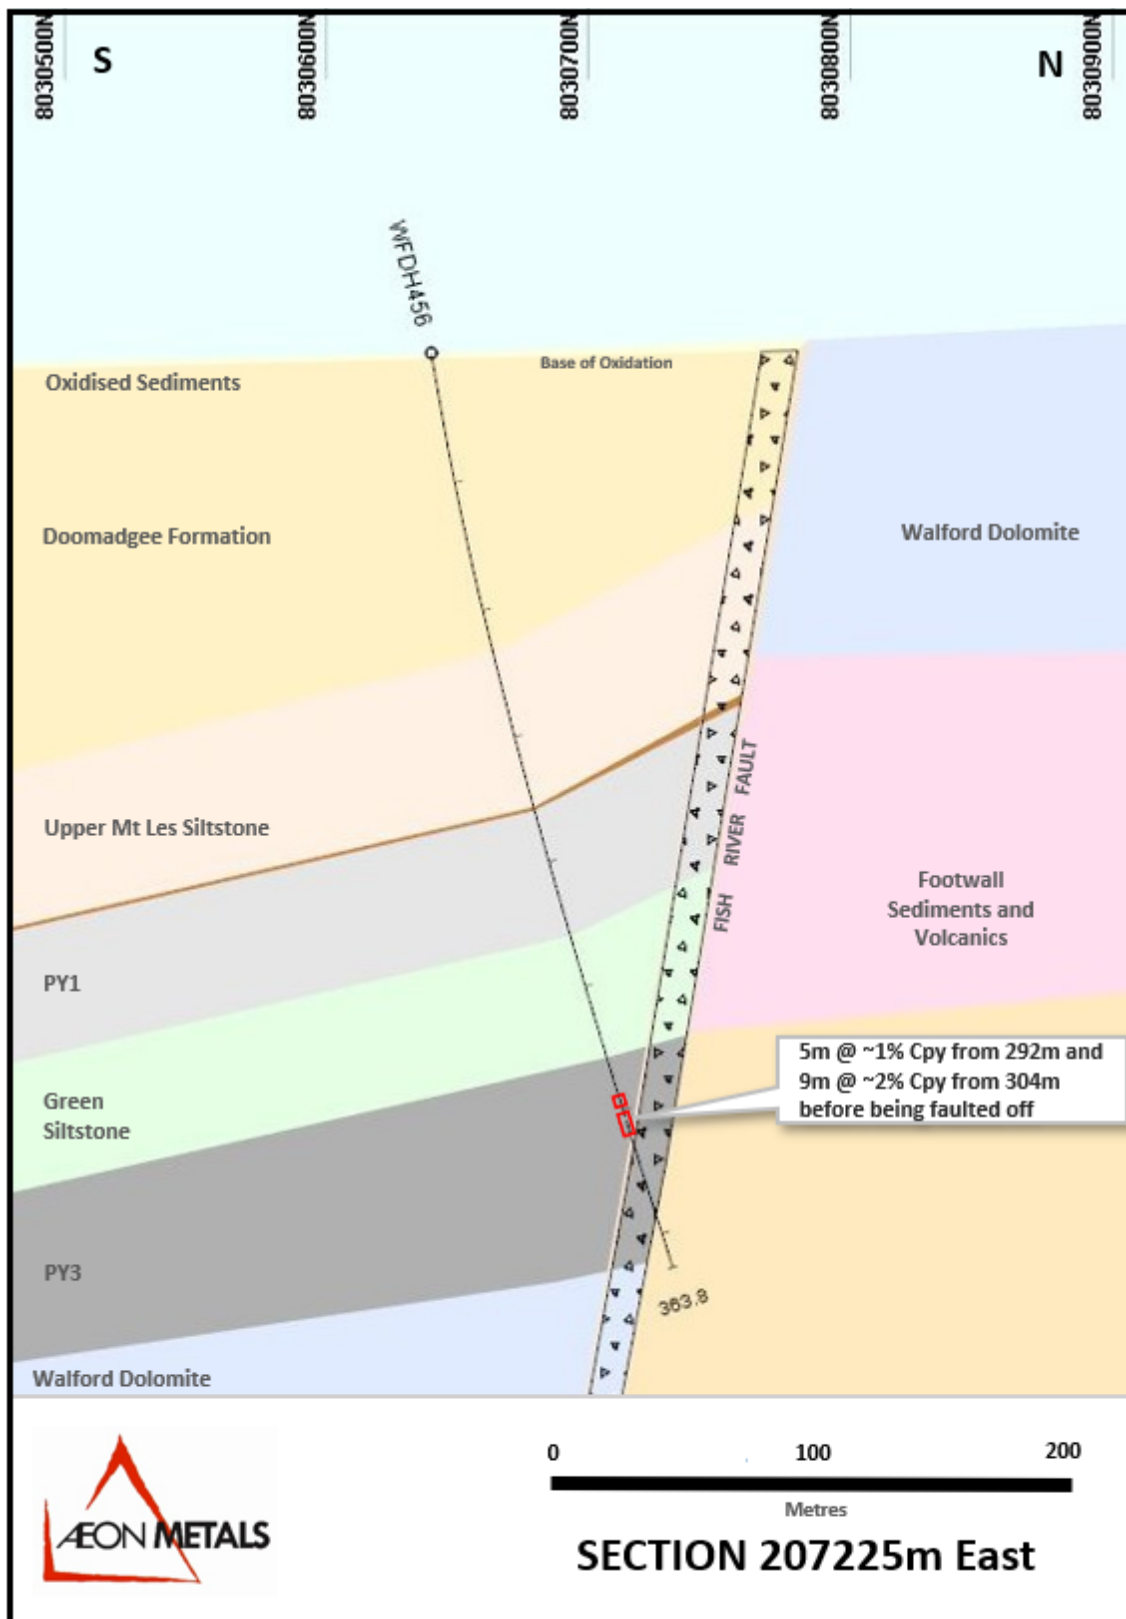 8030500N
S
8030600N
8030700N
8030800N
N
8030900N
WFDH456
Base of Oxidation
Oxidised Sediments
Doomadgee Formation
Walford Dolomite
Upper Mt Les Siltstone
FISH RIVER FAULT
Footwall
Sediments and
Volcanics
PY1
5m @ ~1% Cpy from 292m and
9m @ ~2% Cpy from 304m
before being faulted off
Green
Siltstone
PY3
363.8
Walford Dolomite
0 100 200
Metres
ÆON METALS
SECTION 207225m East